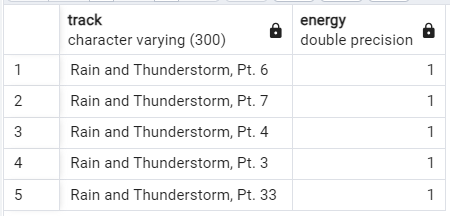 track energy
character varying (300) double precision
1 Rain and Thunderstorm, Pt. 6 1
2 Rain and Thunderstorm, Pt. 7 1
3 Rain and Thunderstorm, Pt. 4 1
4 Rain and Thunderstorm, Pt. 3 1
5 Rain and Thunderstorm, Pt. 33 1